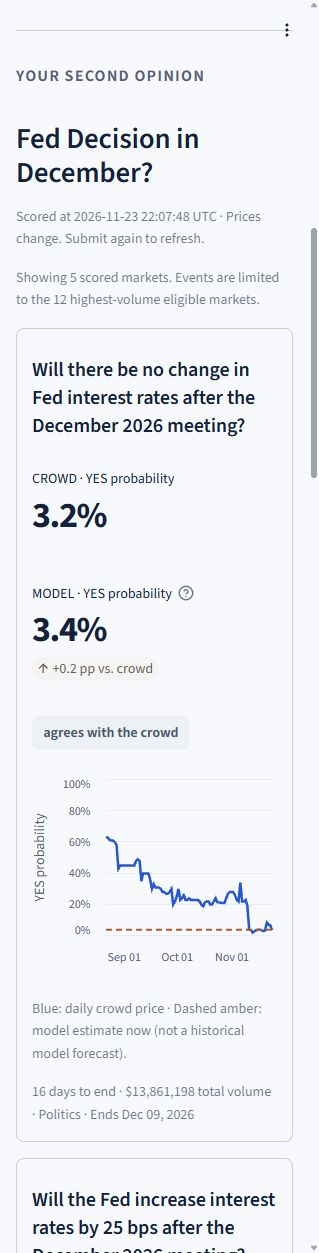 YOUR SECOND OPINION
Fed Decision in
December?
Scored at 2026-11-23 22:07:48 UTC · Prices
change. Submit again to refresh.
Showing 5 scored markets. Events are limited
to the 12 highest-volume eligible markets.
Will there be no change in
Fed interest rates after the
December 2026 meeting?
CROWD · YES probability
3.2%
MODEL · YES probability ?
3.4%
↑ +0.2 pp vs. crowd
agrees with the crowd
100%
80%
60%
40%
20%
0%
YES probability
Sep 01 Oct 01 Nov 01
Blue: daily crowd price · Dashed amber:
model estimate now (not a historical
model forecast).
16 days to end · $13,861,198 total volume
· Politics · Ends Dec 09, 2026
Will the Fed increase interest
rates by 25 bps after the
December 2026 meeting?